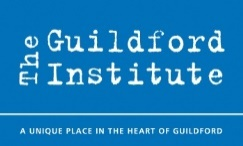 The Guildford
Institute
A UNIQUE PLACE IN THE HEART OF GUILDFORD